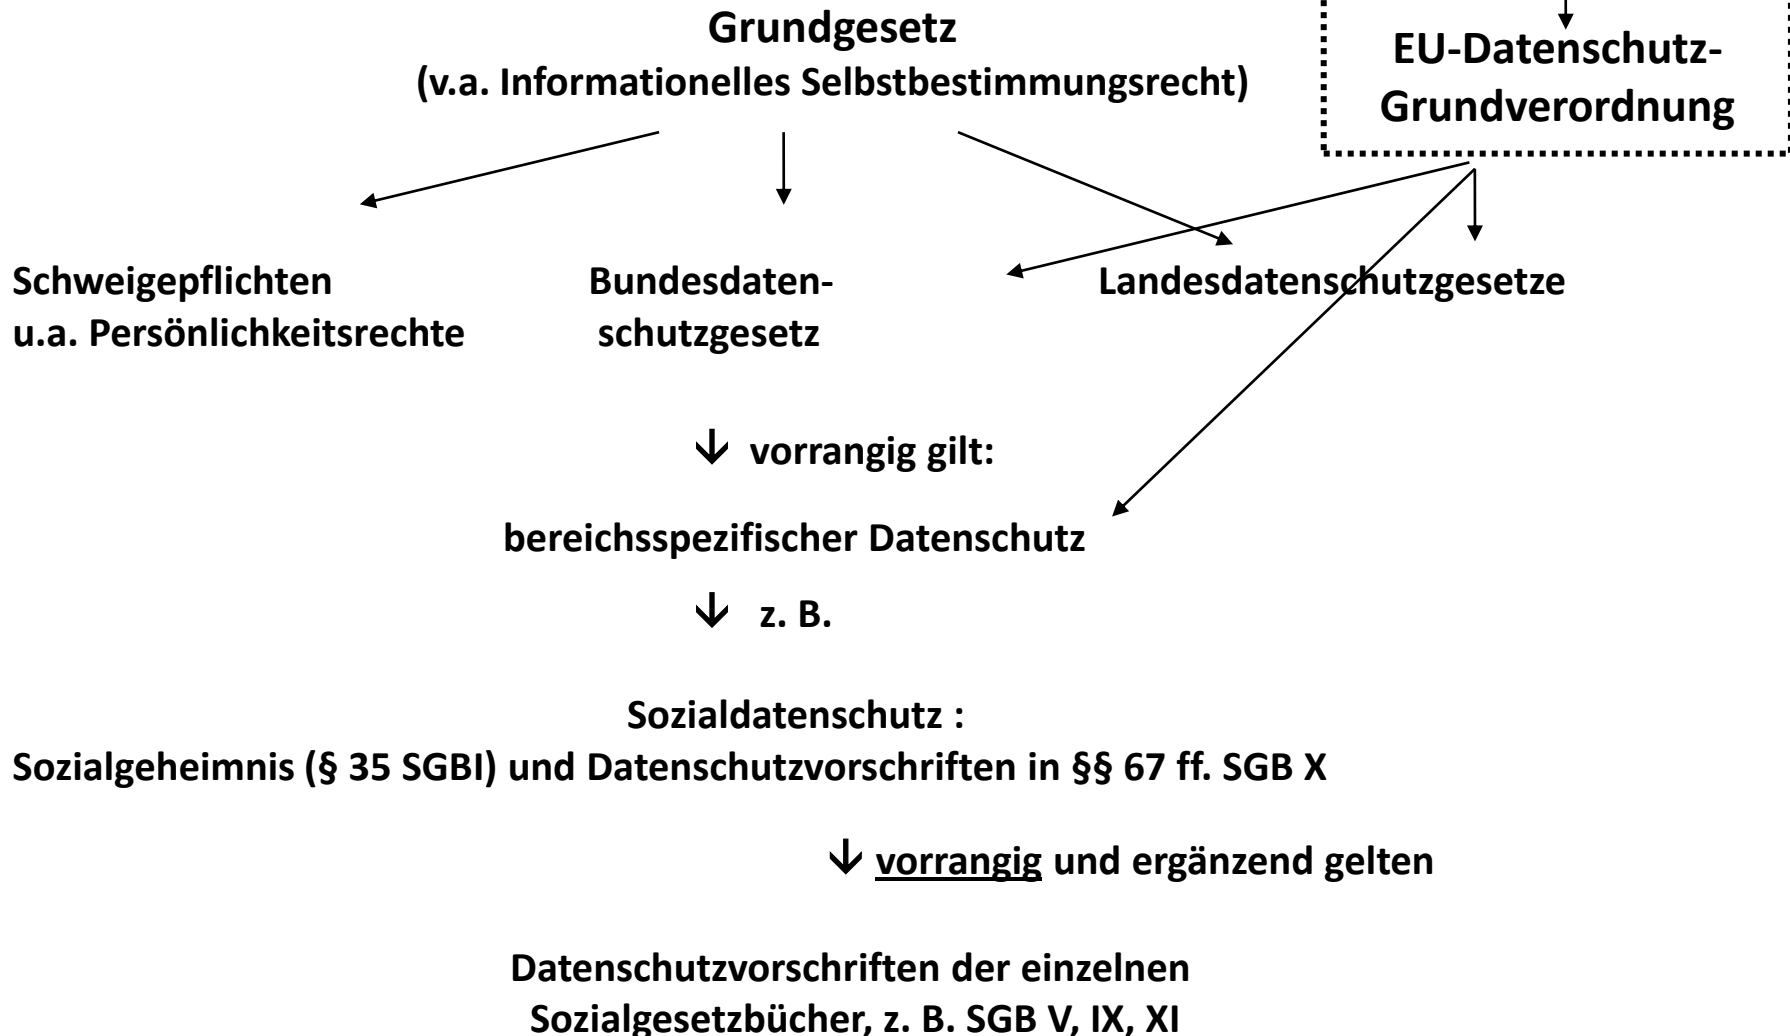 Grundgesetz
(v.a. Informationelles Selbstbestimmungsrecht)
EU-Datenschutz-
Grundverordnung
Schweigepflichten
u.a. Persönlichkeitsrechte
Bundesdaten-
schutzgesetz
Landesdatenschutzgesetze
vorrangig gilt:
bereichsspezifischer Datenschutz
z. B.
Sozialdatenschutz :
Sozialgeheimnis (§ 35 SGBI) und Datenschutzvorschriften in §§ 67 ff. SGB X
vorrangig und ergänzend gelten
Datenschutzvorschriften der einzelnen
Sozialgesetzbücher, z. B. SGB V, IX, XI